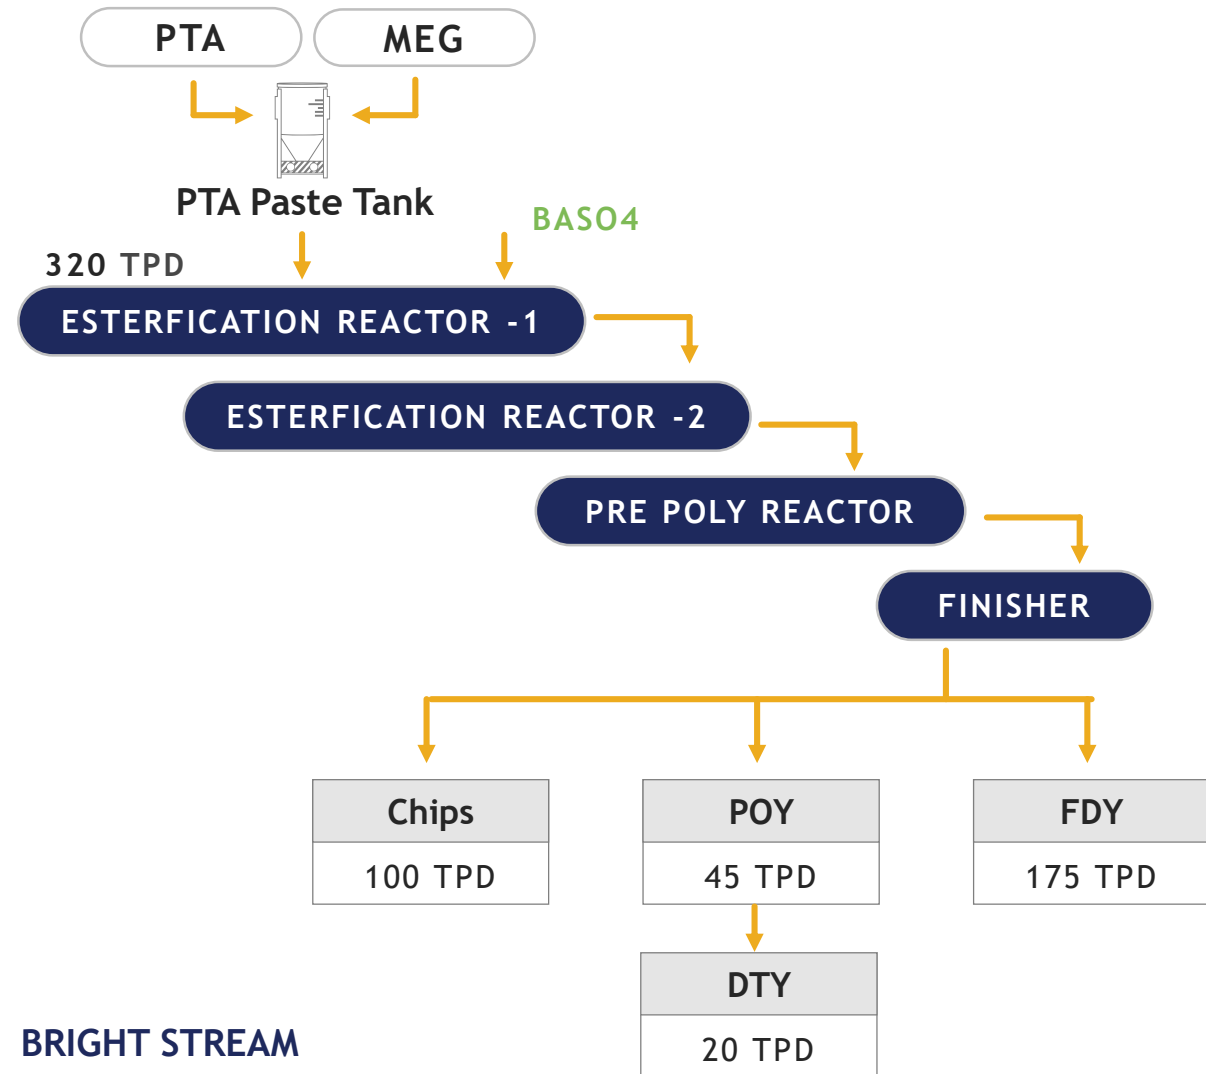 PTA
MEG
PTA Paste Tank
BASO4
320 TPD
ESTERFICATION REACTOR -1
ESTERFICATION REACTOR -2
PRE POLY REACTOR
FINISHER
Chips
100 TPD
POY
45 TPD
FDY
175 TPD
DTY
20 TPD
BRIGHT STREAM